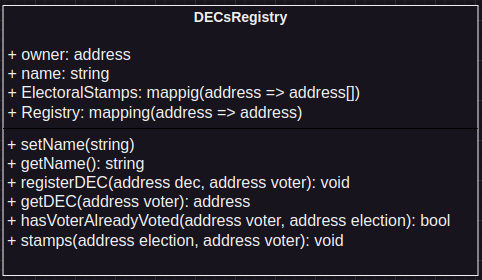 DECsRegistry
+ owner: address
+ name: string
+ ElectoralStamps: mappig(address => address[])
+ Registry: mapping(address => address)
+ setName(string)
+ getName(): string
+ registerDEC(address dec, address voter): void
+ getDEC(address voter): address
+ hasVoterAlreadyVoted(address voter, address election): bool
+ stamps(address election, address voter): void